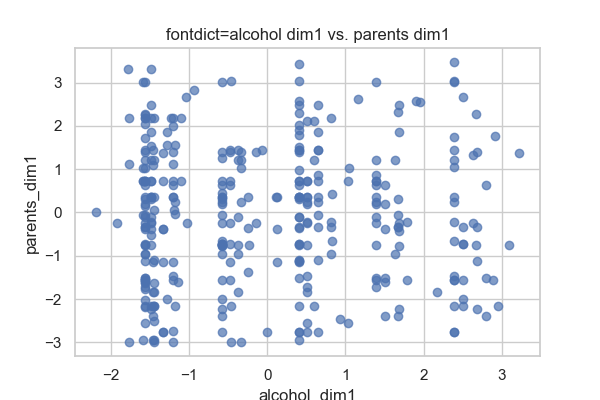 fontdict=alcohol dim1 vs. parents dim1
3
2
1
0
−1
−2
−3
parents_dim1
−2 −1 0 1 2 3
alcohol_dim1